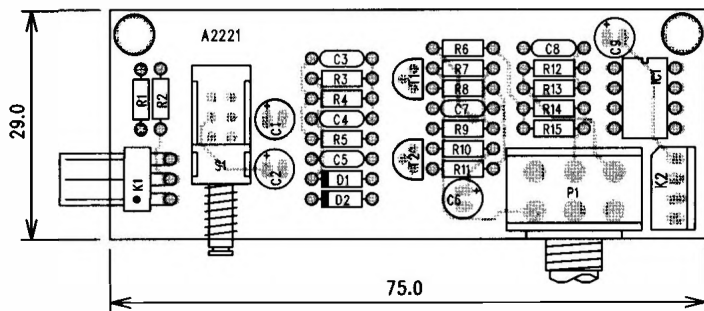 A2221
R1
R2
K1
S1
C1
C2
C3
R3
R4
C4
R5
C5
D1
D2
T1
T2
R6
R7
R8
C7
R9
R10
R11
C6
C8
R12
R13
R14
R15
P1
C9
IC1
K2
29.0
75.0